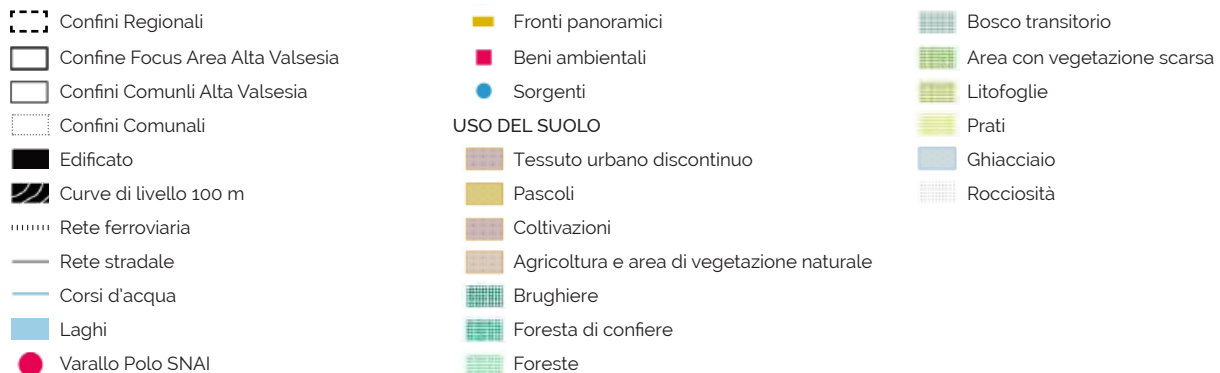 Confini Regionali
Confine Focus Area Alta Valsesia
Confini Comunli Alta Valsesia
Confini Comunali
Edificato
Curve di livello 100 m
Rete ferroviaria
Rete stradale
Corsi d'acqua
Laghi
Varallo Polo SNAI
Fronti panoramici
Beni ambientali
Sorgenti
USO DEL SUOLO
Tessuto urbano discontinuo
Pascoli
Coltivazioni
Agricoltura e area di vegetazione naturale
Brughiere
Foresta di confiere
Foreste
Bosco transitorio
Area con vegetazione scarsa
Litofoglie
Prati
Ghiacciaio
Rocciosità